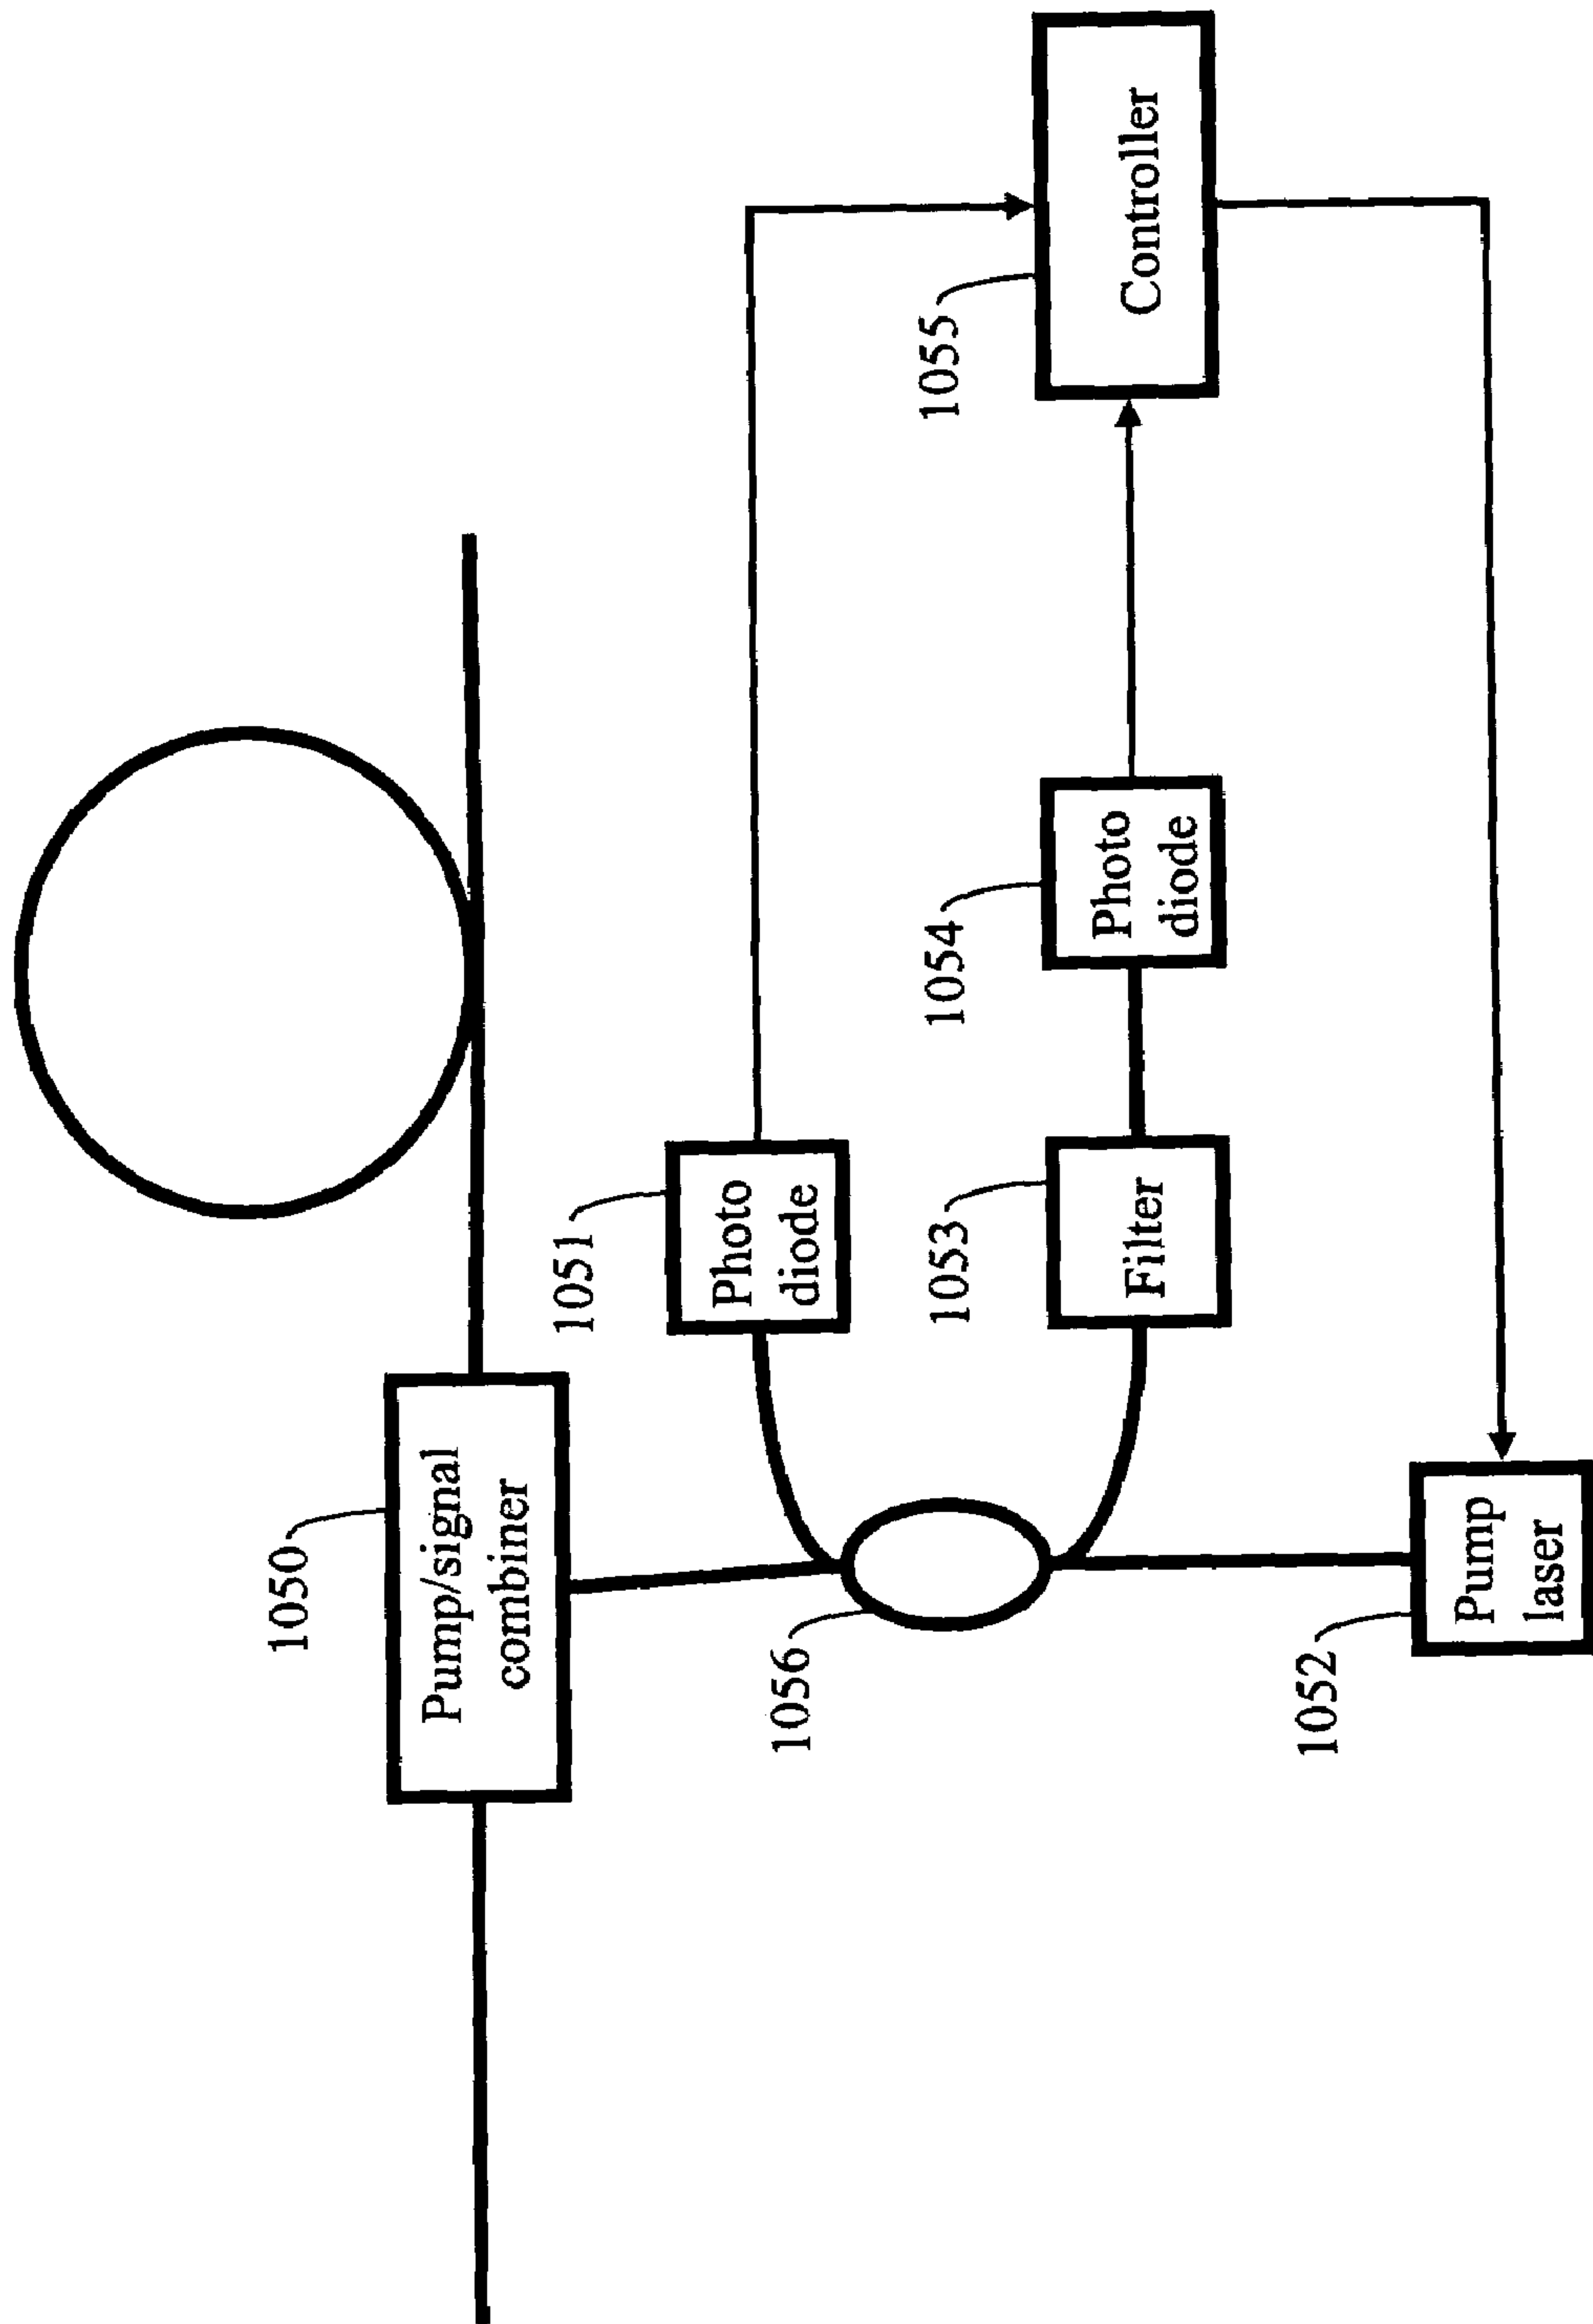 1050
Pump/signal
combiner
1051
Photo
diode
1056
1053
Filter
1054
Photo
diode
1055
Controller
1052
Pump
laser